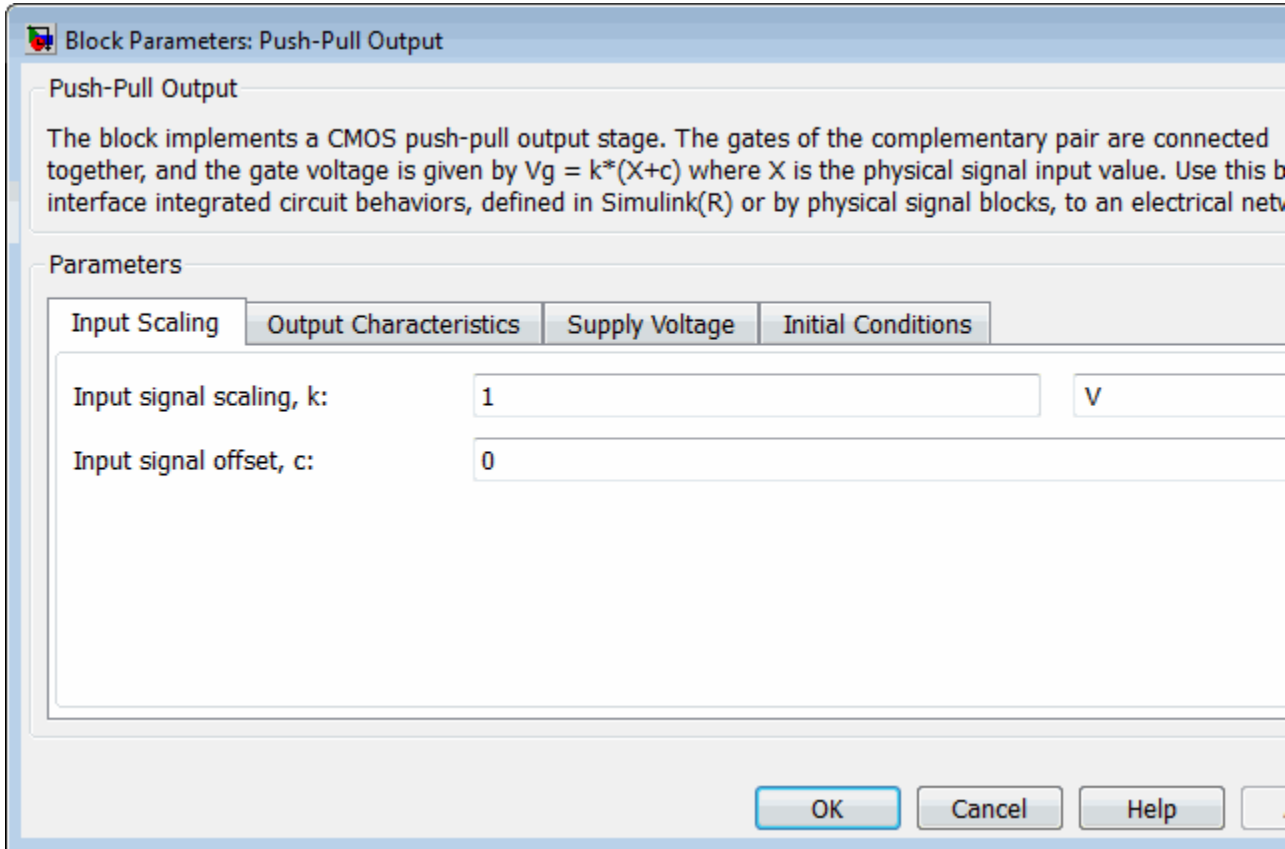 Block Parameters: Push-Pull Output
Push-Pull Output
The block implements a CMOS push-pull output stage. The gates of the complementary pair are connected
together, and the gate voltage is given by Vg = k*(X+c) where X is the physical signal input value. Use this
interface integrated circuit behaviors, defined in Simulink(R) or by physical signal blocks, to an electrical
Parameters
Input Scaling Output Characteristics Supply Voltage Initial Conditions
Input signal scaling, k: 1 V
Input signal offset, c: 0
OK Cancel Help